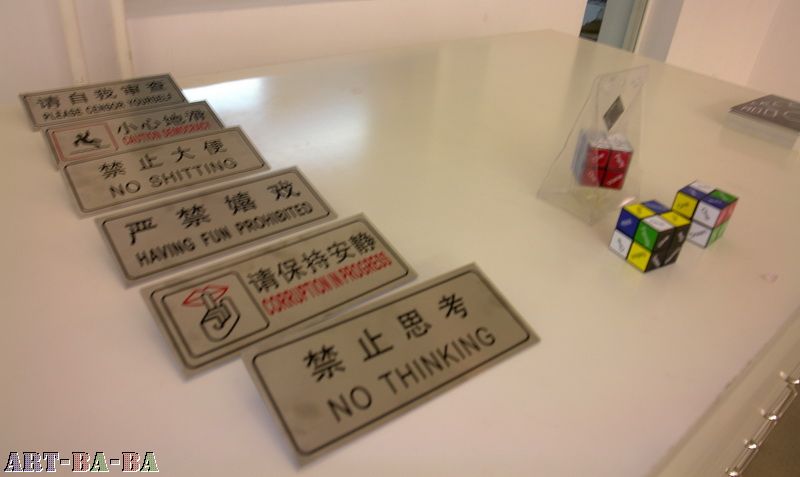 请自我审查
PLEASE CENSOR YOURSELF
小心地滑
CAUTION DEMOCRACY
禁止大便
NO SHITTING
严禁嬉戏
HAVING FUN PROHIBITED
请保持安静
CORRUPTION IN PROGRESS
禁止思考
NO THINKING
ART-BA-BA